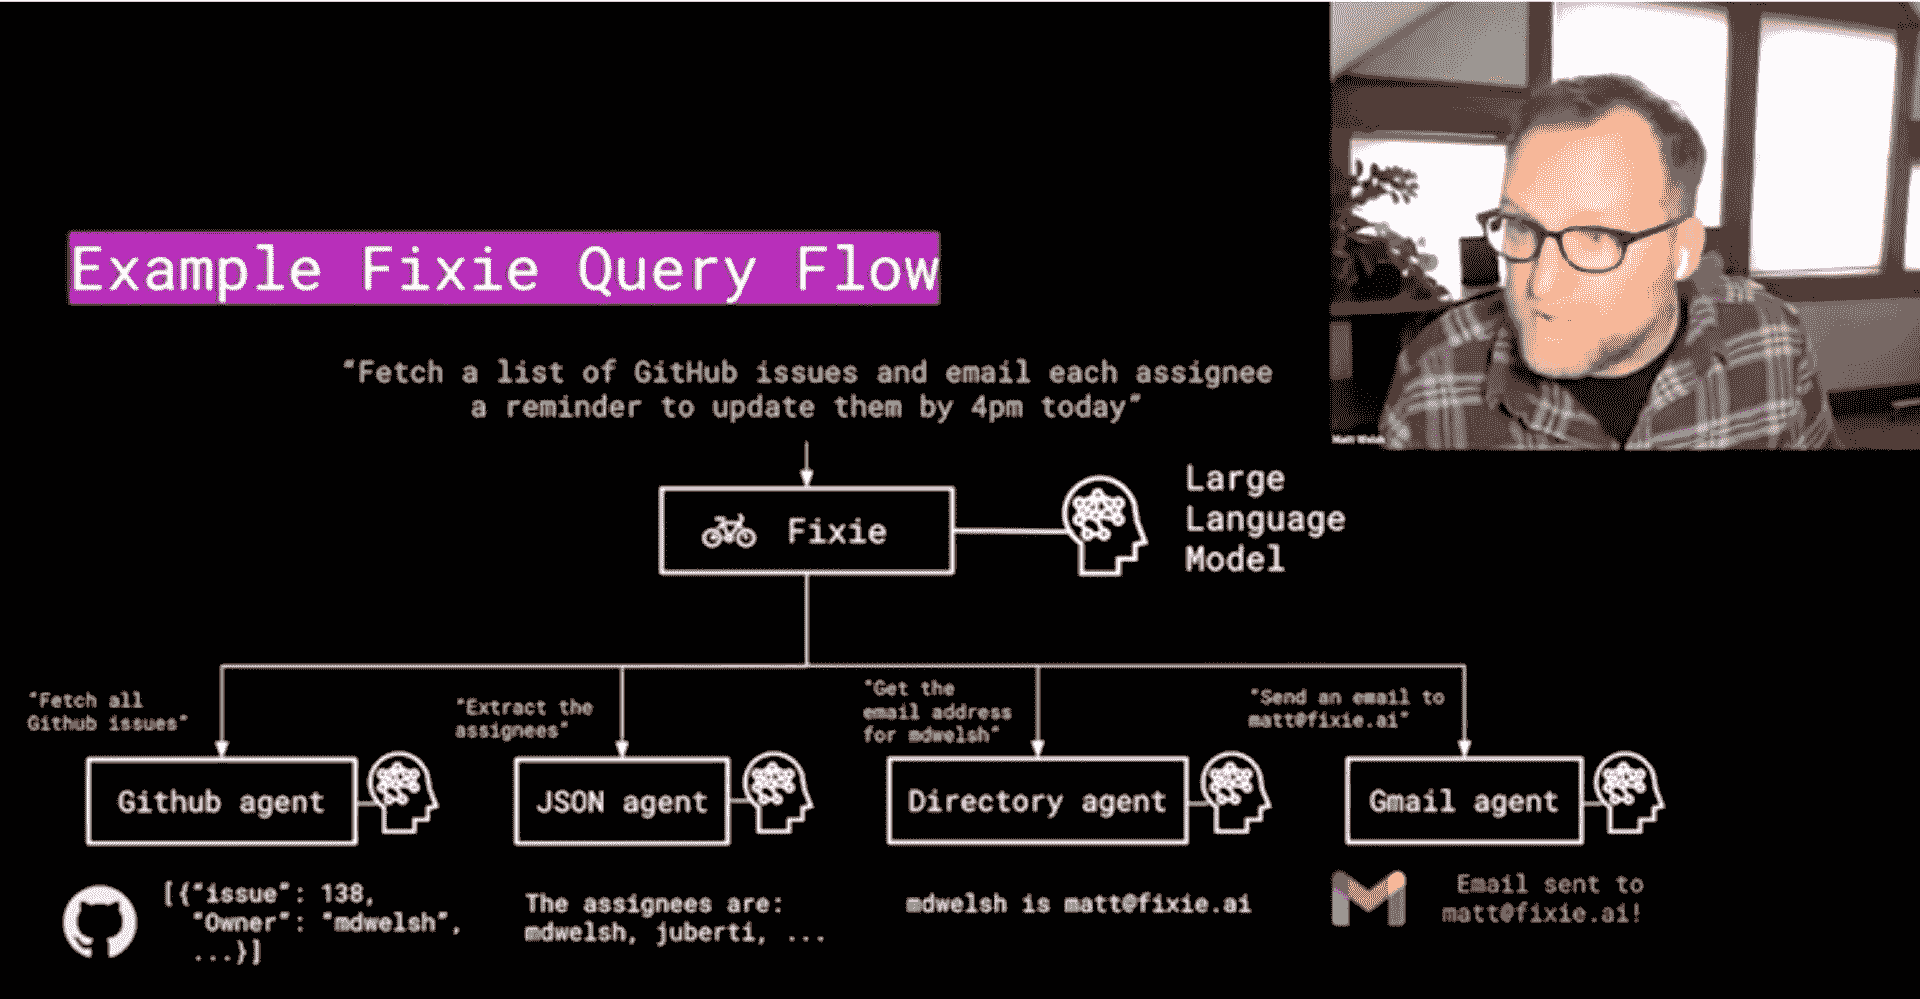 Example Fixie Query Flow
"Fetch a list of GitHub issues and email each assignee
a reminder to update them by 4pm today"
Matt Welsh
Fixie
Large
Language
Model
"Fetch all
Github issues"
"Extract the
assignees"
"Get the
email address
for mdwelsh"
"Send an email to
matt@fixie.ai"
Github agent
JSON agent
Directory agent
Gmail agent
[{"issue": 138,
"Owner": "mdwelsh",
...}]
The assignees are:
mdwelsh, juberti, ...
mdwelsh is matt@fixie.ai
Email sent to
matt@fixie.ai!